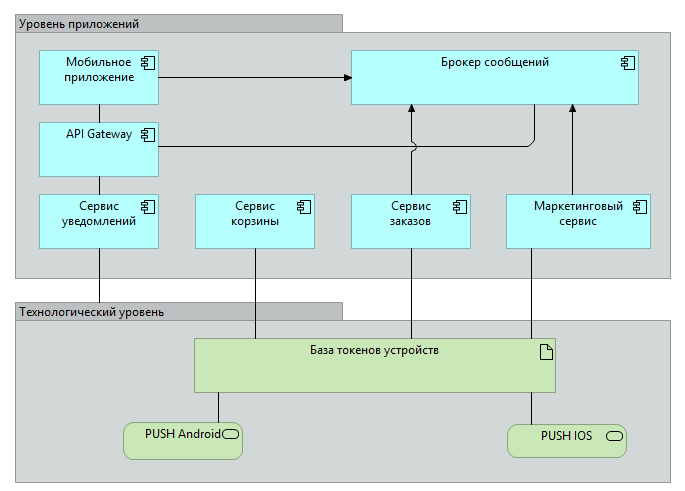 Уровень приложений
Мобильное
приложение
Брокер сообщений
API Gateway
Сервис
уведомлений
Сервис
корзины
Сервис
заказов
Маркетинговый
сервис
Технологический уровень
База токенов устройств
PUSH Android
PUSH IOS